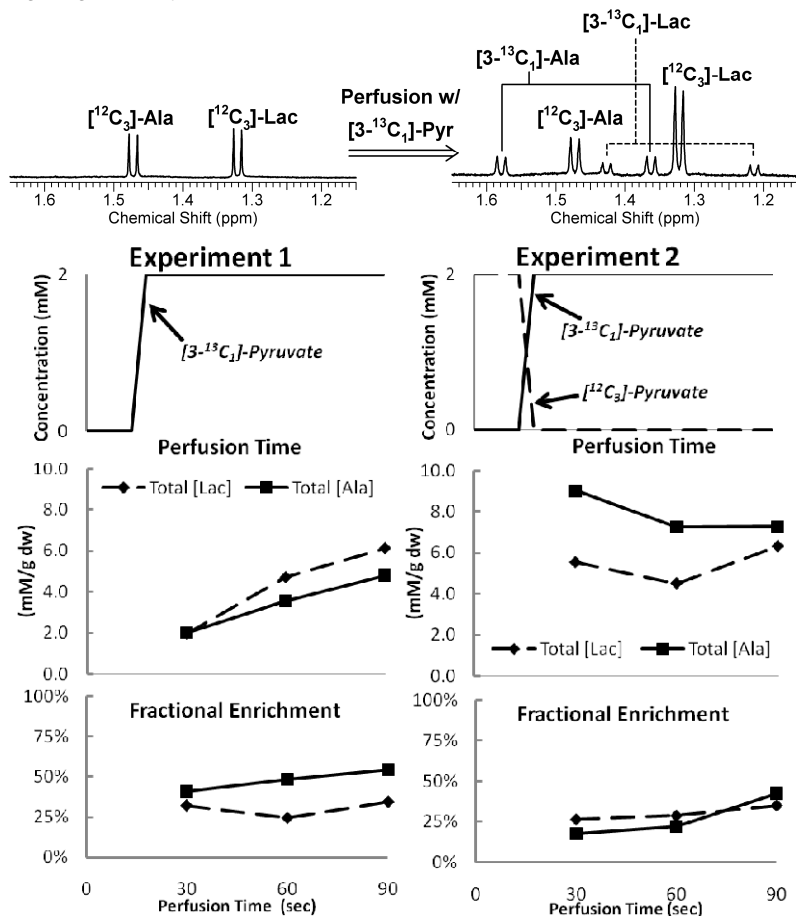 [3-¹³C₁]-Lac
[3-¹³C₁]-Ala
[¹²C₃]-Lac
[¹²C₃]-Ala
[¹²C₃]-Lac
Perfusion w/
[3-¹³C₁]-Pyr
[¹²C₃]-Ala
1.6 1.5 1.4 1.3 1.2
Chemical Shift (ppm)
1.6 1.5 1.4 1.3 1.2
Chemical Shift (ppm)
Experiment 1
Concentration (mM)
2
0
[3-¹³C₁]-Pyruvate
Perfusion Time
(mM/g dw)
10.0
8.0
6.0
4.0
2.0
0.0
Total [Lac] Total [Ala]
Fractional Enrichment
100%
75%
50%
25%
0%
0 30 60 90
Perfusion Time (sec)
Experiment 2
Concentration (mM)
2
0
[3-¹³C₁]-Pyruvate
[¹²C₃]-Pyruvate
Perfusion Time
(mM/g dw)
10.0
8.0
6.0
4.0
2.0
0.0
Total [Lac] Total [Ala]
Fractional Enrichment
100%
75%
50%
25%
0%
0 30 60 90
Perfusion Time (sec)